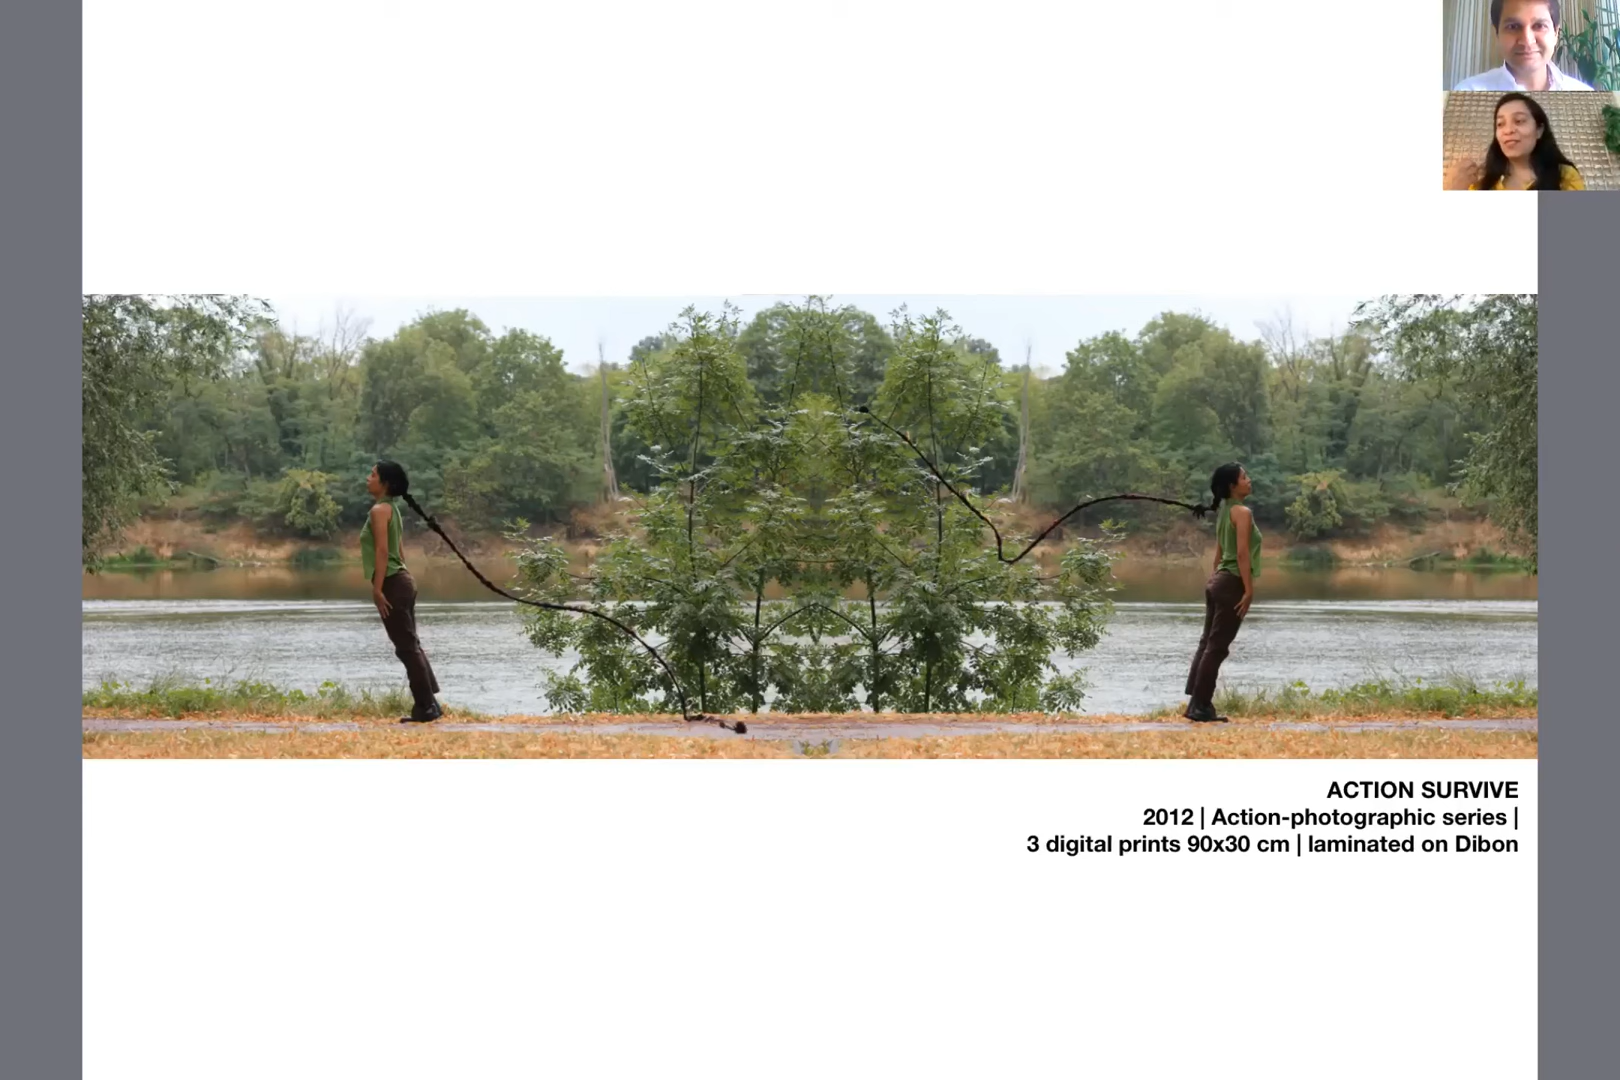 ACTION SURVIVE
2012 | Action-photographic series |
3 digital prints 90x30 cm | laminated on Dibon